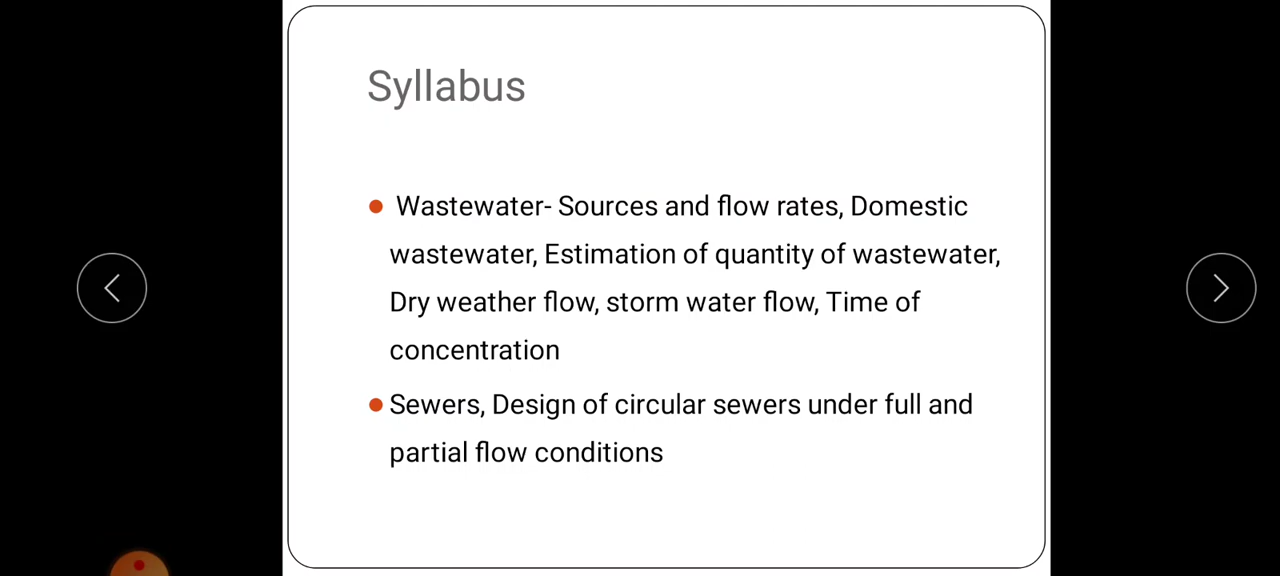 Syllabus
Wastewater- Sources and flow rates, Domestic
wastewater, Estimation of quantity of wastewater,
Dry weather flow, storm water flow, Time of
concentration
Sewers, Design of circular sewers under full and
partial flow conditions